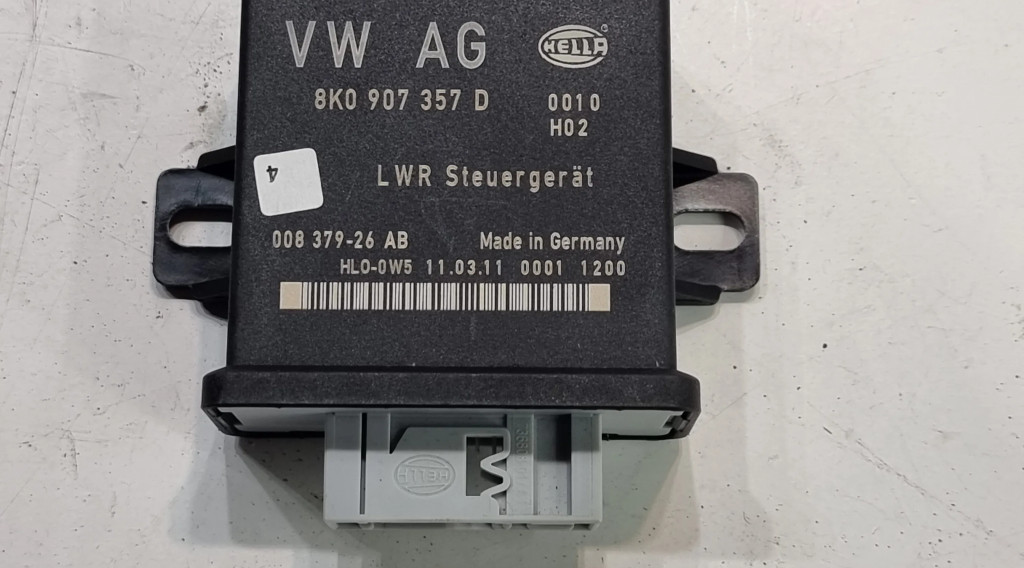 VW AG HELLA
8K0 907 357 D 0010
H02
4
LWR Steuergerät
008 379-26 AB Made in Germany
HLO-0W5 11.03.11 0001 1200
HELLA